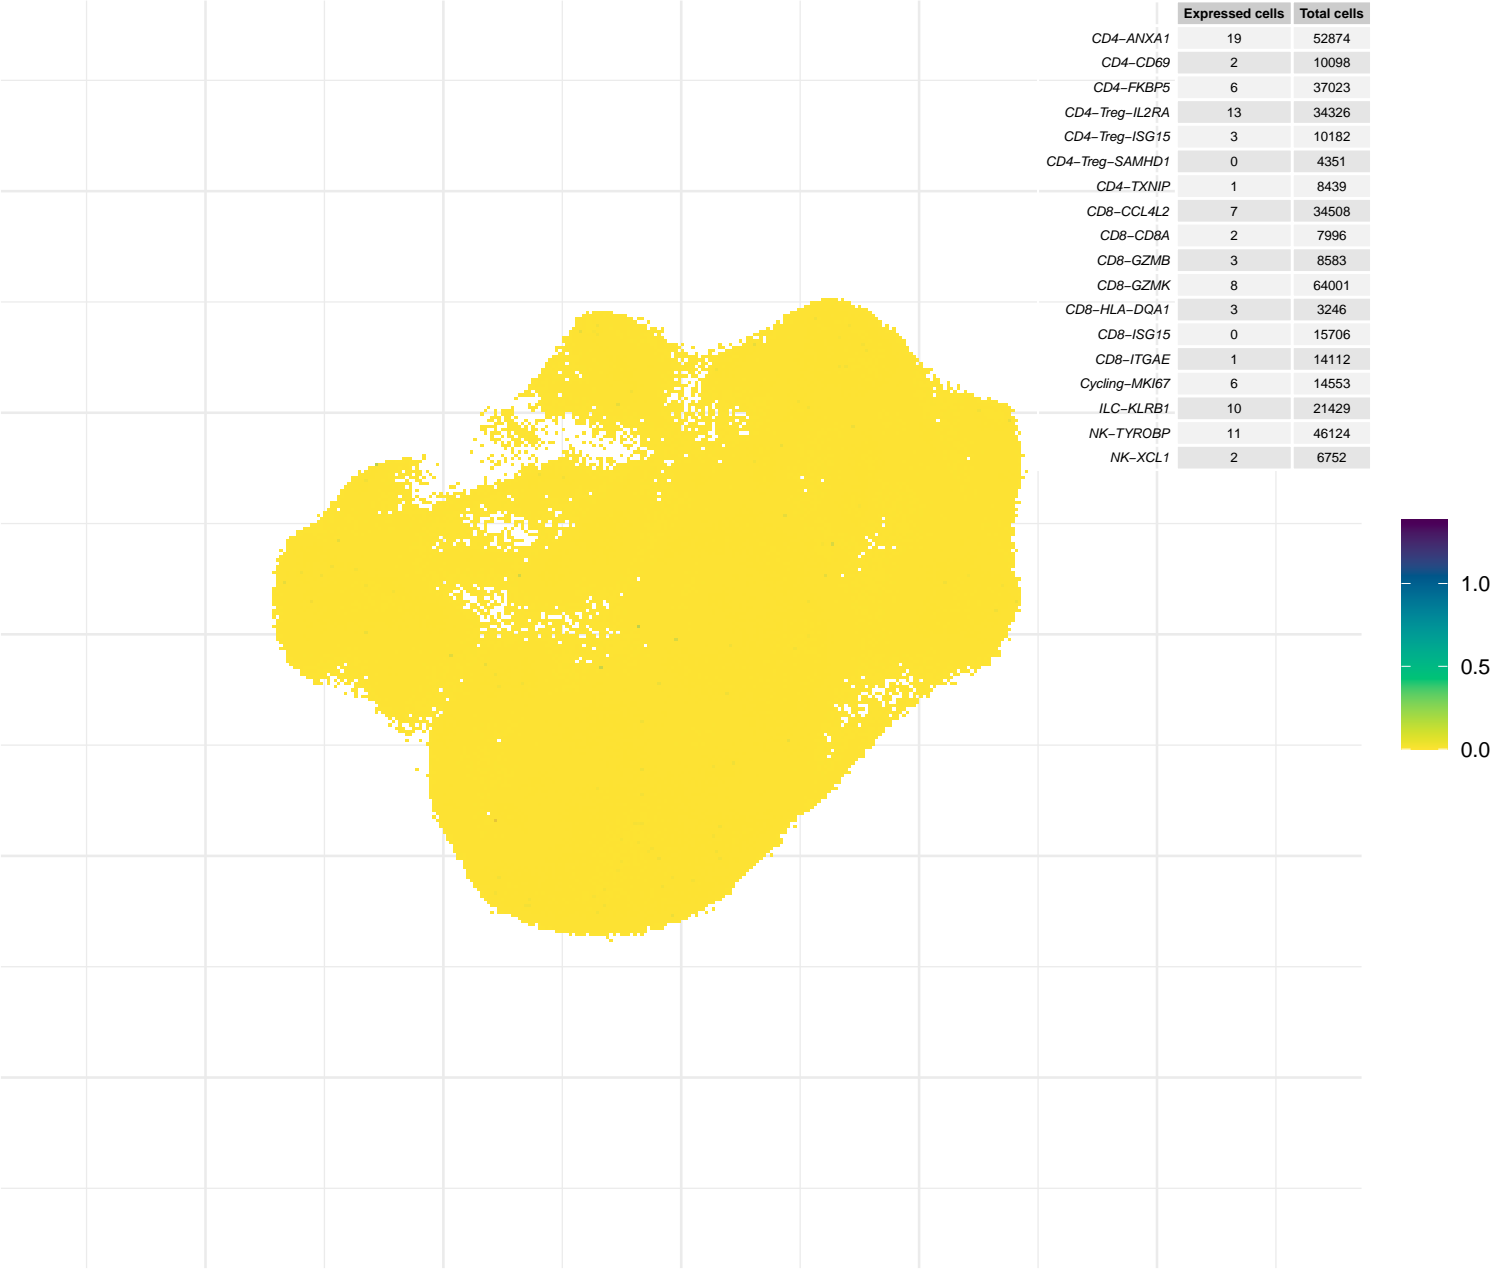 Expressed cells Total cells
CD4−ANXA1 19 52874
CD4−CD69 2 10098
CD4−FKBP5 6 37023
CD4−Treg−IL2RA 13 34326
CD4−Treg−ISG15 3 10182
CD4−Treg−SAMHD1 0 4351
CD4−TXNIP 1 8439
CD8−CCL4L2 7 34508
CD8−CD8A 2 7996
CD8−GZMB 3 8583
CD8−GZMK 8 64001
CD8−HLA−DQA1 3 3246
CD8−ISG15 0 15706
CD8−ITGAE 1 14112
Cycling−MKI67 6 14553
ILC−KLRB1 10 21429
NK−TYROBP 11 46124
NK−XCL1 2 6752
1.0
0.5
0.0